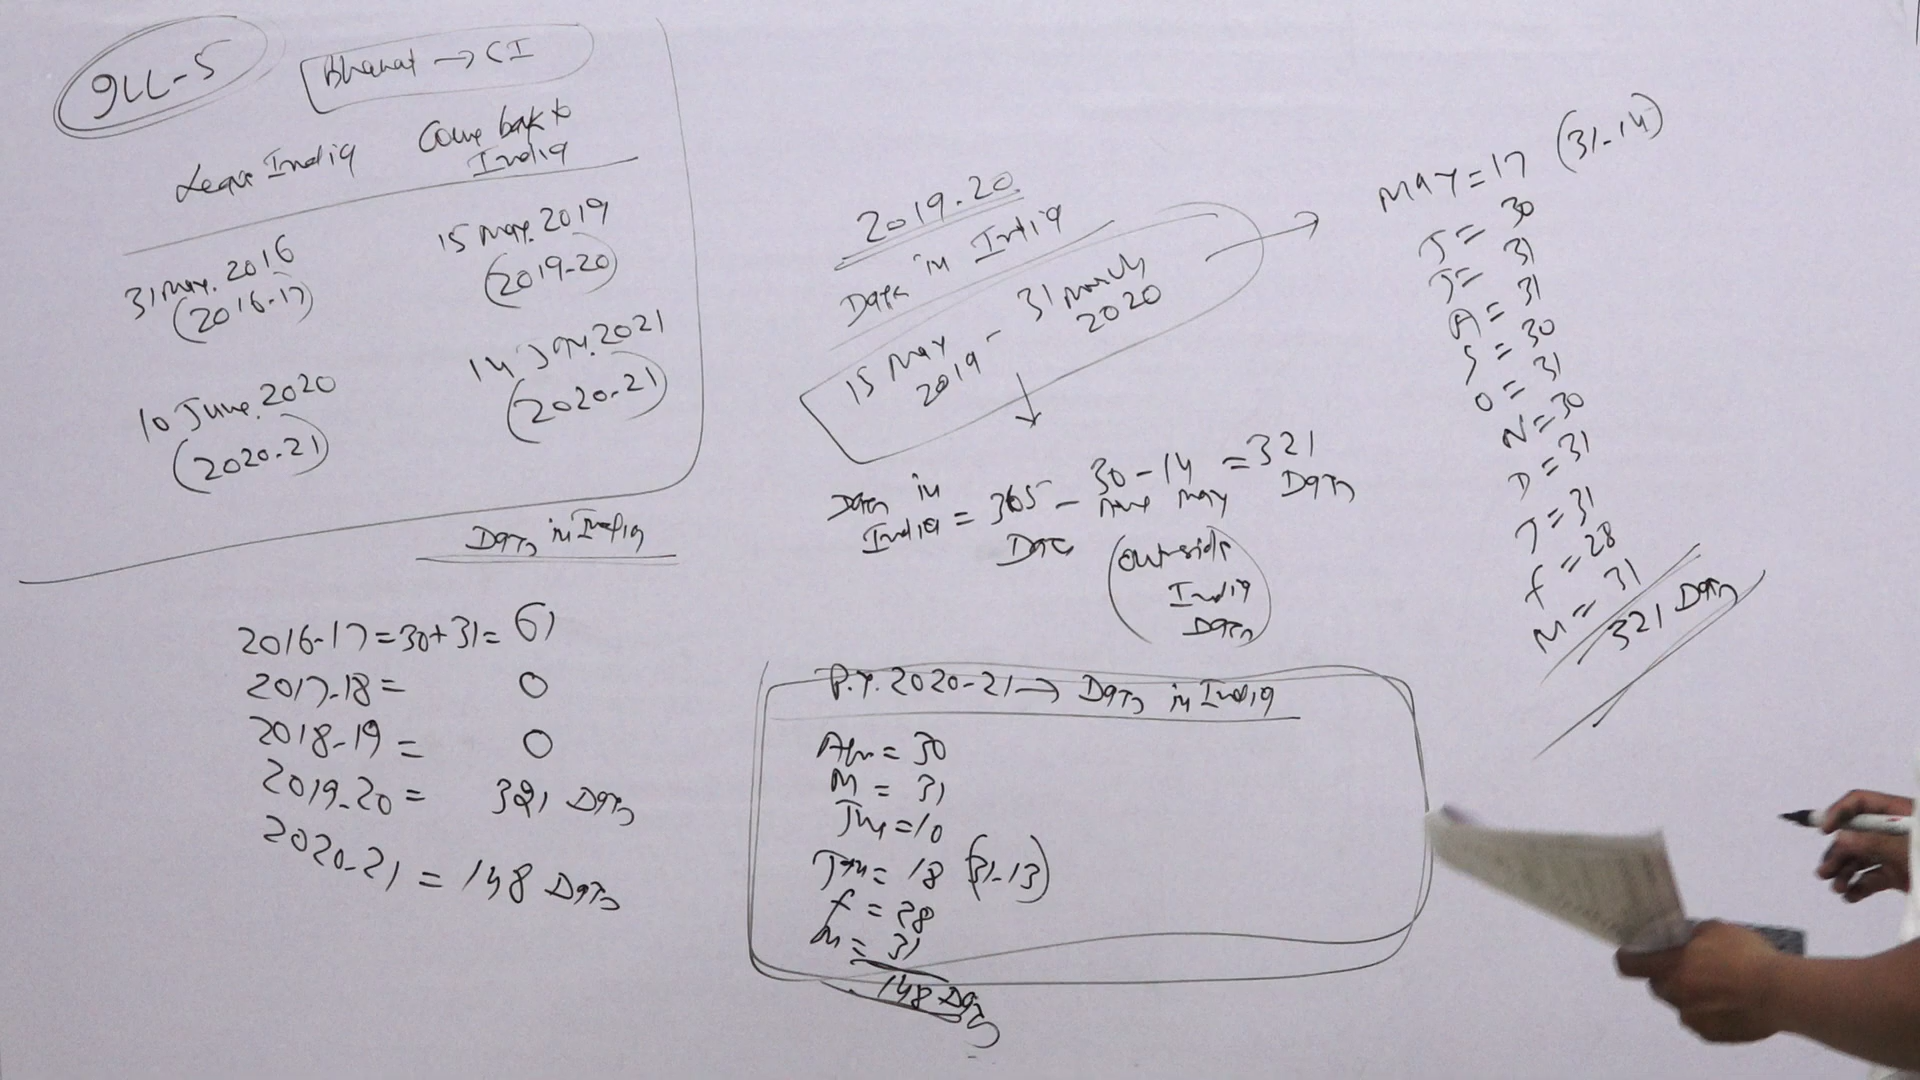 ILL-5
Bharat → CI
Leave India
Come back to
India
31 May. 2016
(2016-17)
15 May. 2019
(2019-20)
10 June. 2020
(2020-21)
14 Jan. 2021
(2020-21)
Days in India
2016-17 = 30+31 = 61
2017-18 = 0
2018-19 = 0
2019-20 = 321 Days
2020-21 = 148 Days
2019-20
Days in India
15 May
2019 -
31 March
2020
Days in
India = 365 - 30 - 14 = 321
Days
May
Days
(outside
India
Days)
MAY = 17 (31-14)
J = 30
J = 31
A = 31
S = 30
O = 31
N = 30
D = 31
J = 31
F = 28
M = 31
321 Days
P.Y. 2020-21 → Days in India
Apr = 30
M = 31
Jun = 10
Jan = 18 (31-13)
F = 28
M = 31
148 Days